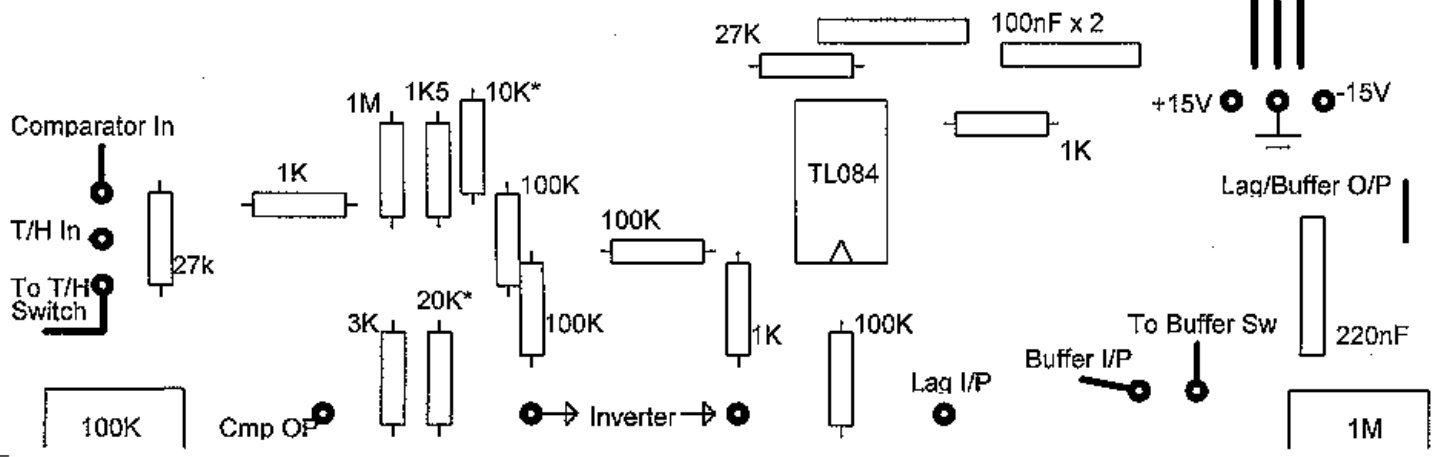 100nF x 2
27K
1M
1K5
10K*
+15V
-15V
Comparator In
1K
1K
100K
TL084
Lag/Buffer O/P
T/H In
100K
27k
To T/H
Switch
20K*
3K
100K
1K
100K
To Buffer Sw
220nF
Buffer I/P
Lag I/P
100K
Cmp OP
Inverter
1M